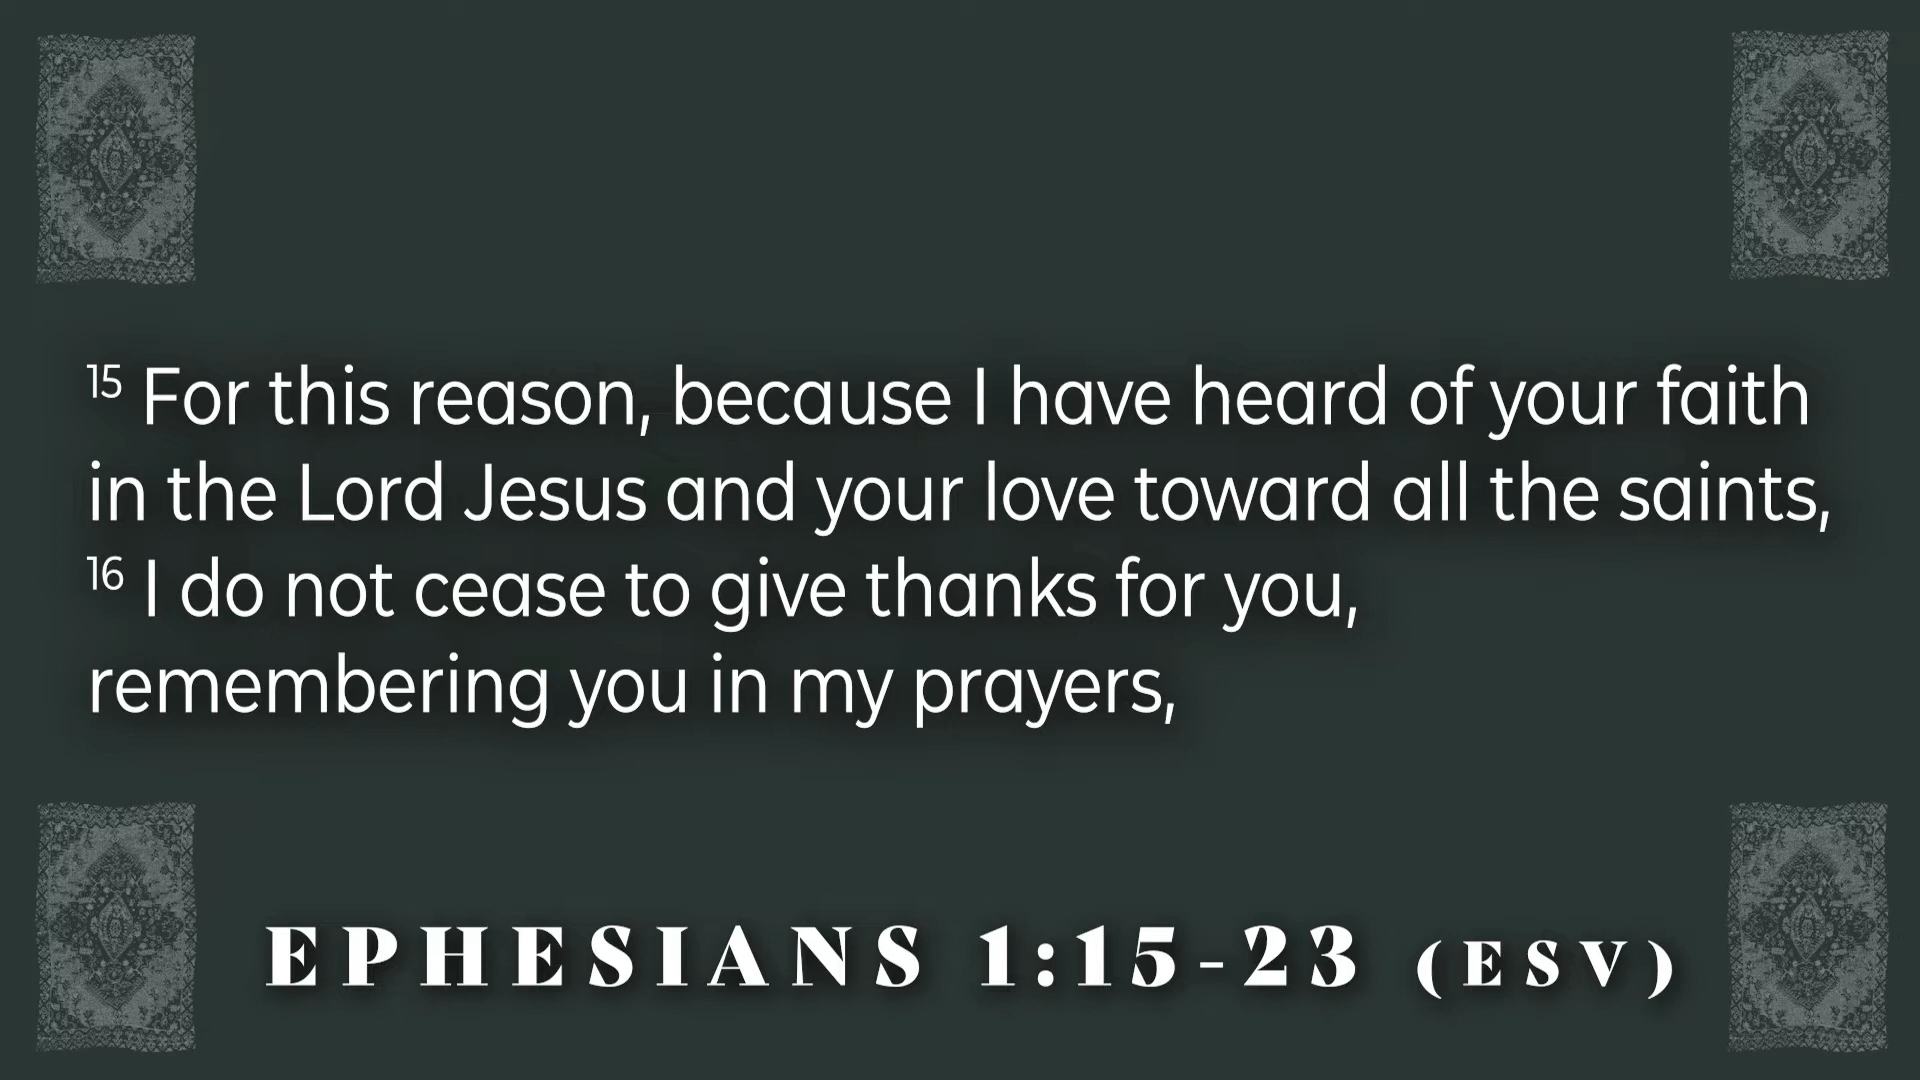 15 For this reason, because I have heard of your faith
in the Lord Jesus and your love toward all the saints,
16 I do not cease to give thanks for you,
remembering you in my prayers,
EPHESIANS 1:15-23 (ESV)